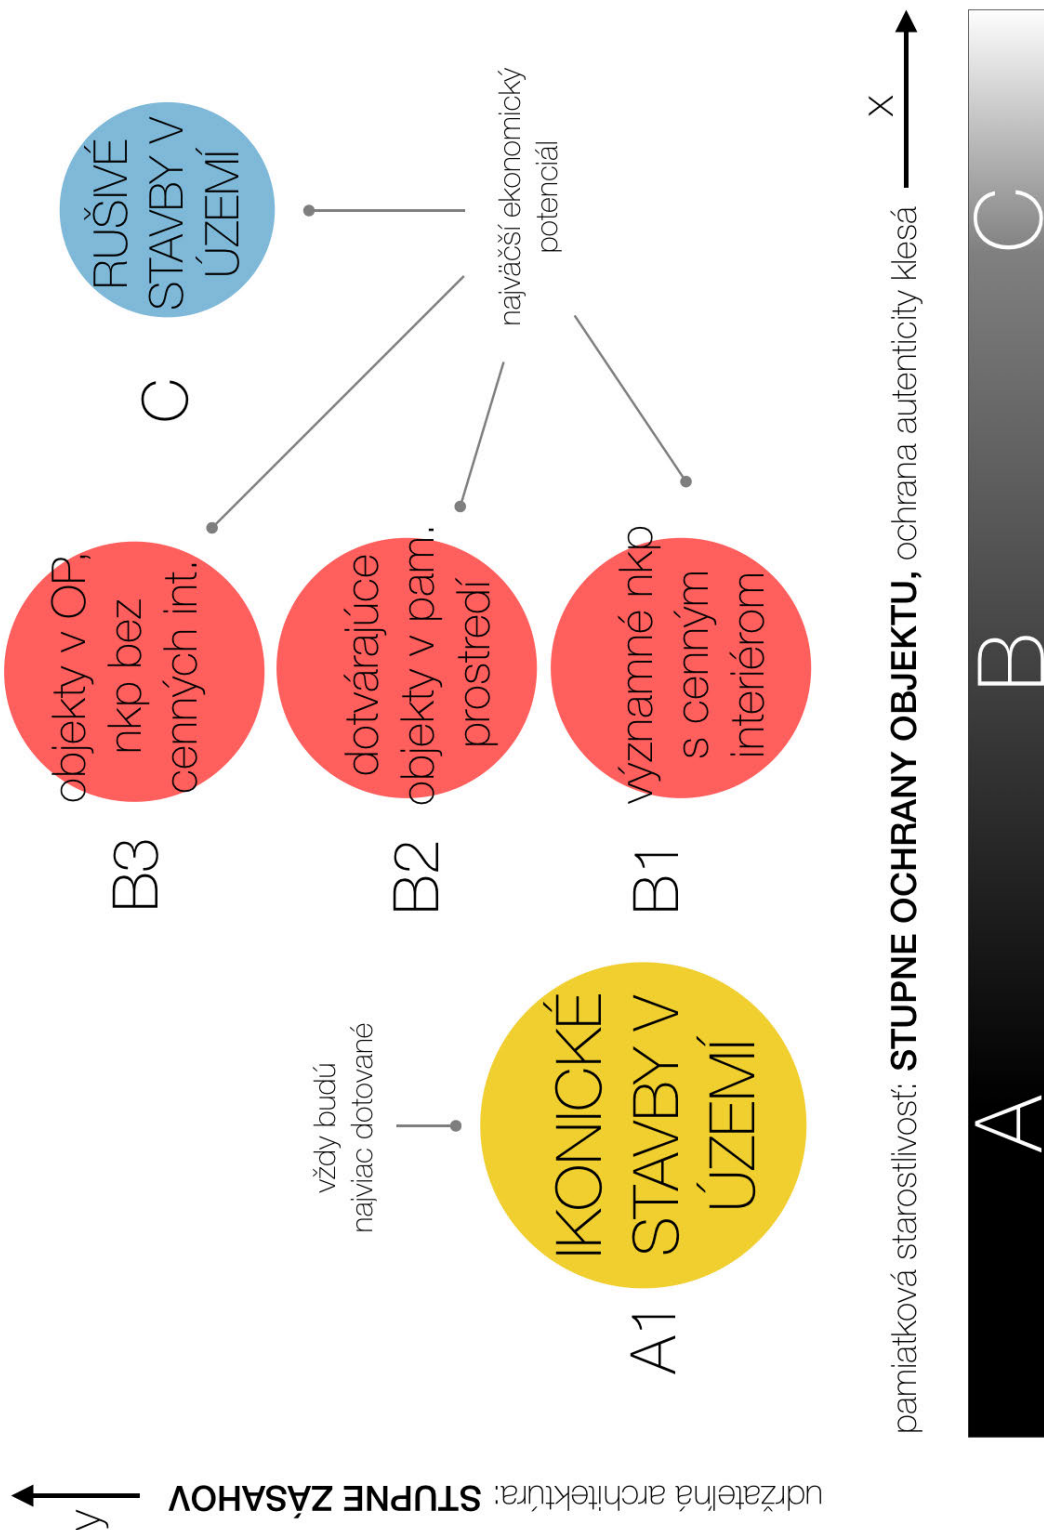 y
udržateľná architektúra: STUPNE ZÁSAHOV
vždy budú
najviac dotované
A1
IKONICKÉ
STAVBY V
ÚZEMÍ
B3
objekty v OP,
nkp bez
cenných int.
B2
dotvárajúce
objekty v pam.
prostredí
B1
významné nkp
s cenným
interiérom
C
RUŠIVÉ
STAVBY V
ÚZEMÍ
najväčší ekonomický
potenciál
pamiatková starostlivosť: STUPNE OCHRANY OBJEKTU, ochrana autenticity klesá
x
A
B
C